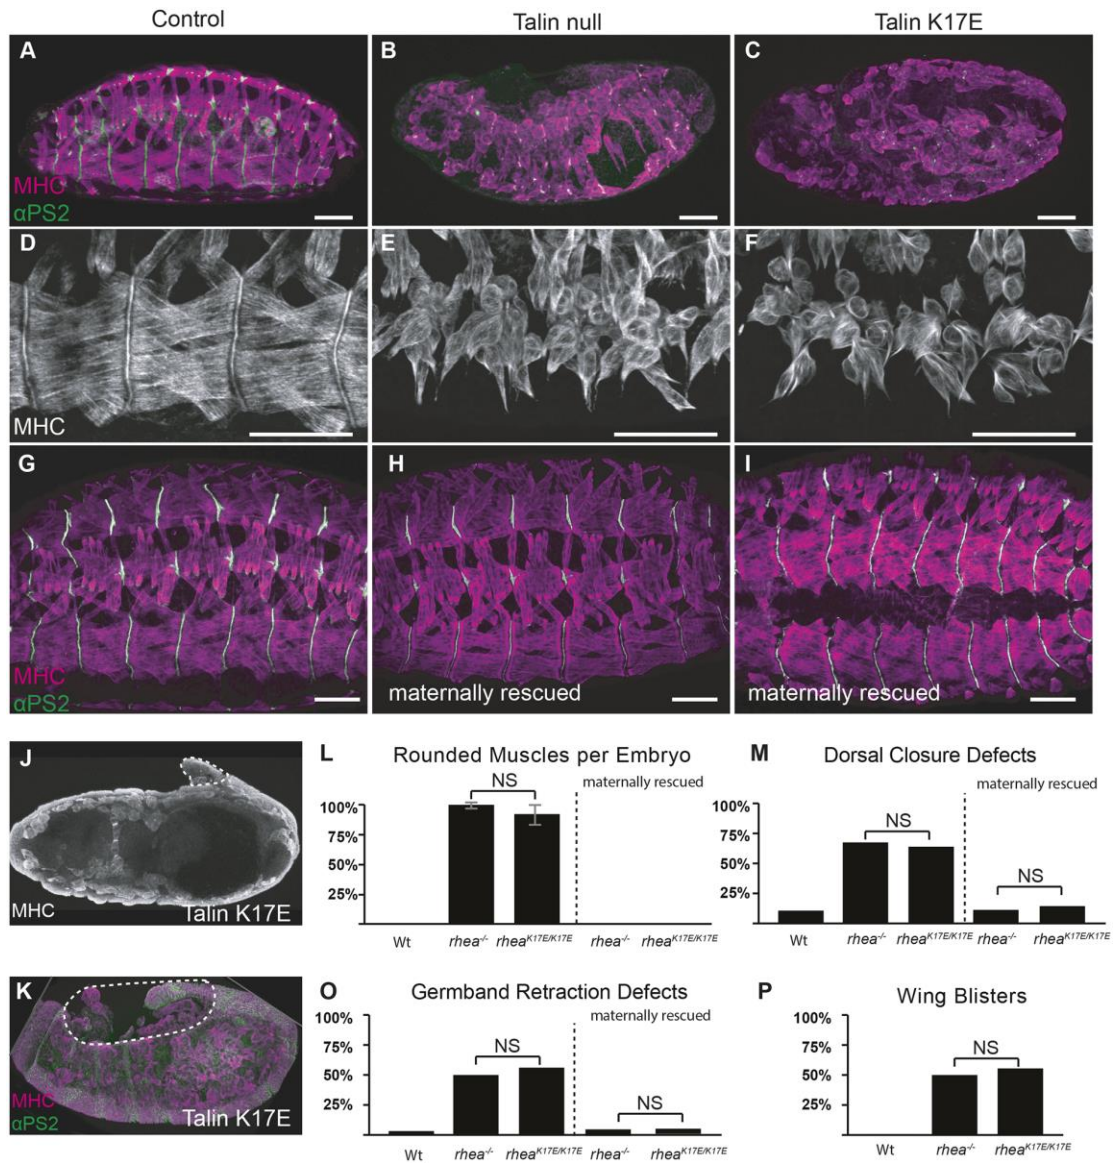 Control Talin null Talin K17E
A B C
MHC
αPS2
D E F
MHC
G H I
MHC
αPS2 maternally rescued maternally rescued
J
MHC Talin K17E
L Rounded Muscles per Embryo
maternally rescued
NS
100%
75%
50%
25%
Wt rhea-/- rheaK17E/K17E rhea-/- rheaK17E/K17E
M Dorsal Closure Defects
maternally rescued
NS
NS
100%
75%
50%
25%
Wt rhea-/- rheaK17E/K17E rhea-/- rheaK17E/K17E
K
MHC
αPS2 Talin K17E
O Germband Retraction Defects
maternally rescued
NS
NS
100%
75%
50%
25%
Wt rhea-/- rheaK17E/K17E rhea-/- rheaK17E/K17E
P Wing Blisters
NS
100%
75%
50%
25%
Wt rhea-/- rheaK17E/K17E